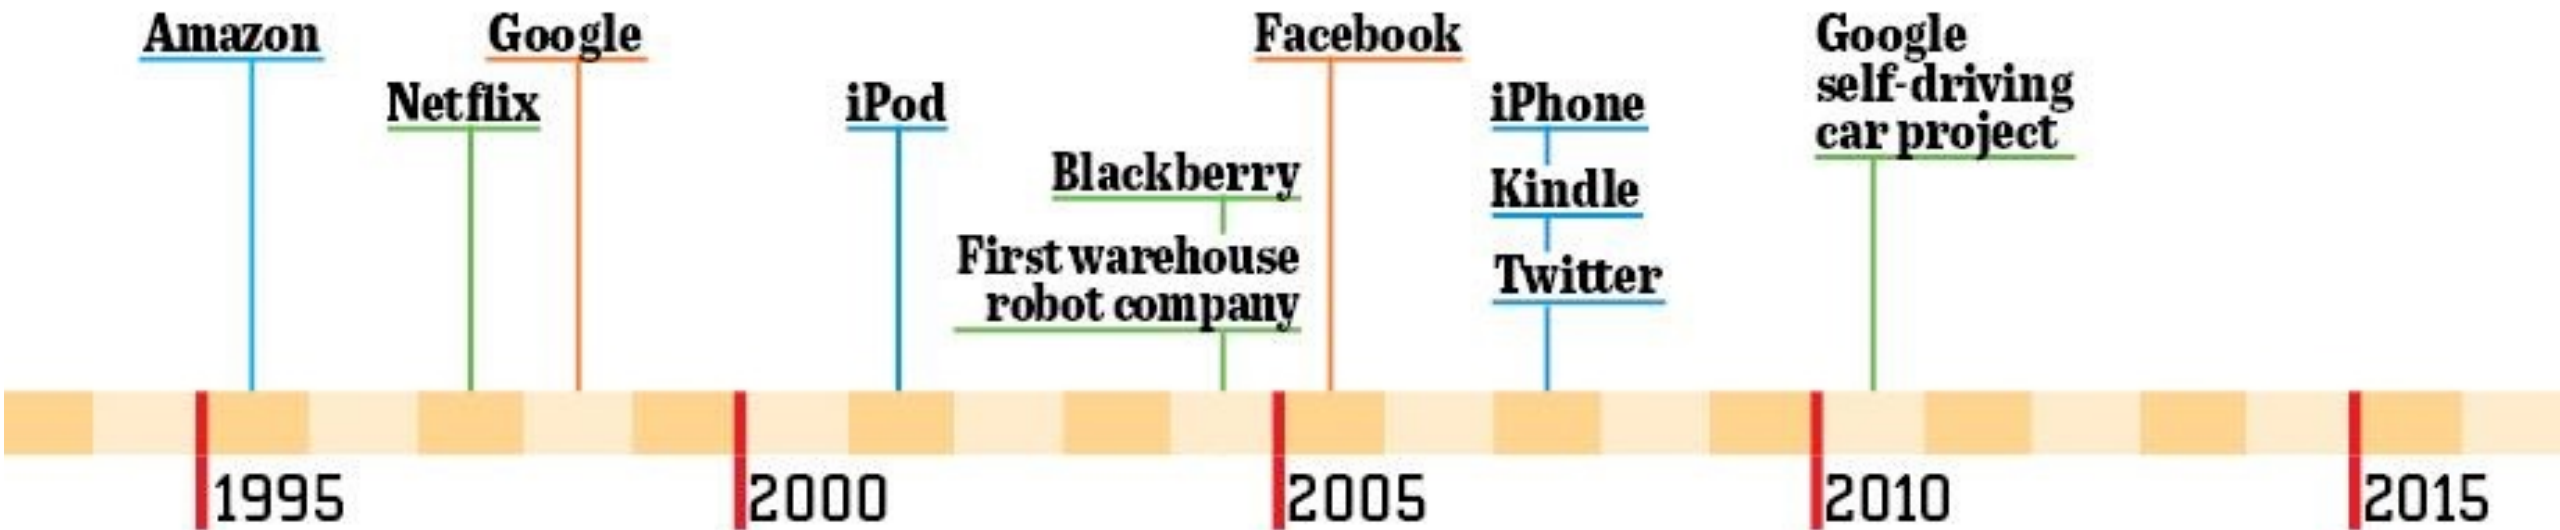 Amazon
Netflix
Google
iPod
Blackberry
First warehouse
robot company
Facebook
iPhone
Kindle
Twitter
Google
self-driving
car project
1995
2000
2005
2010
2015